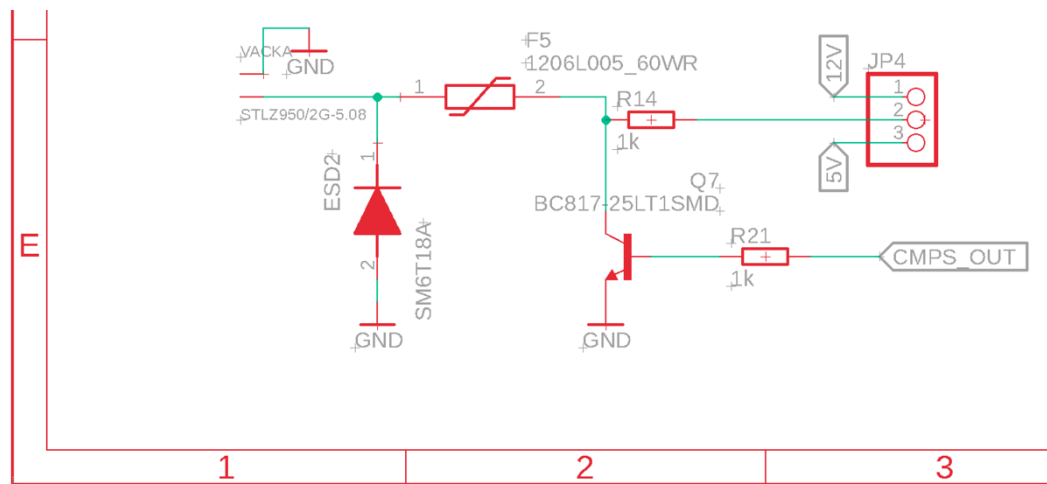 VACKA
GND
STLZ950/2G-5.08
ESD2
1
2
SM6T18A
GND
F5
1206L005_60WR
1
2
R14
1k
12V
JP4
1
2
3
5V
Q7
BC817-25LT1SMD
R21
1k
CMPS_OUT
GND
E
1
2
3